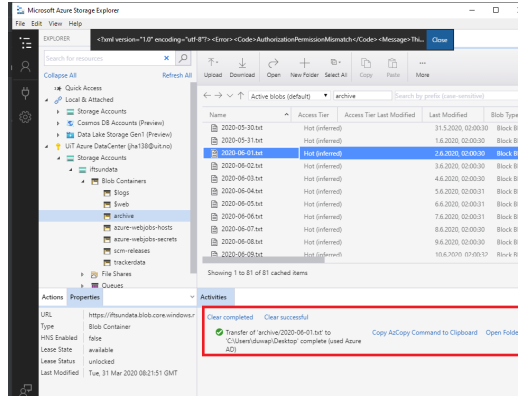 Microsoft Azure Storage Explorer
File Edit View Help
EXPLORER
<?xml version="1.0" encoding="utf-8"?> <Error> <Code>AuthorizationPermissionMismatch</Code> <Message>Thi... Close
Search for resources
Collapse All Refresh All
Quick Access
Local & Attached
Storage Accounts
Cosmos DB Accounts (Preview)
Data Lake Storage Gen1 (Preview)
UiT Azure DataCenter (jha138@uit.no)
Storage Accounts
iftsundata
Blob Containers
$logs
$web
archive
azure-webjobs-hosts
azure-webjobs-secrets
scm-releases
trackerdata
File Shares
Queues
Upload Download Open New Folder Select All Copy Paste More
Active blobs (default) archive Search by prefix (case-sensitive)
Name Access Tier Access Tier Last Modified Last Modified Blob Type
2020-05-30.txt Hot (inferred) 31.5.2020, 02:00:30 Block B
2020-05-31.txt Hot (inferred) 1.6.2020, 02:00:30 Block B
2020-06-01.txt Hot (inferred) 2.6.2020, 02:00:30 Block B
2020-06-02.txt Hot (inferred) 3.6.2020, 02:00:30 Block B
2020-06-03.txt Hot (inferred) 4.6.2020, 02:00:30 Block B
2020-06-04.txt Hot (inferred) 5.6.2020, 02:00:31 Block B
2020-06-05.txt Hot (inferred) 6.6.2020, 02:00:31 Block B
2020-06-06.txt Hot (inferred) 7.6.2020, 02:00:31 Block B
2020-06-07.txt Hot (inferred) 8.6.2020, 02:00:30 Block B
2020-06-08.txt Hot (inferred) 9.6.2020, 02:00:30 Block B
2020-06-09.txt Hot (inferred) 10.6.2020, 02:00:32 Block B
Showing 1 to 81 of 81 cached items
Actions Properties
URL https://iftsundata.blob.core.windows.r
Type Blob Container
HNS Enabled false
Lease State available
Lease Status unlocked
Last Modified Tue, 31 Mar 2020 08:21:51 GMT
Activities
Clear completed Clear successful
Transfer of 'archive/2020-06-01.txt' to Copy AzCopy Command to Clipboard Open Folde
'C:\Users\duwap\Desktop' complete (used Azure
AD)